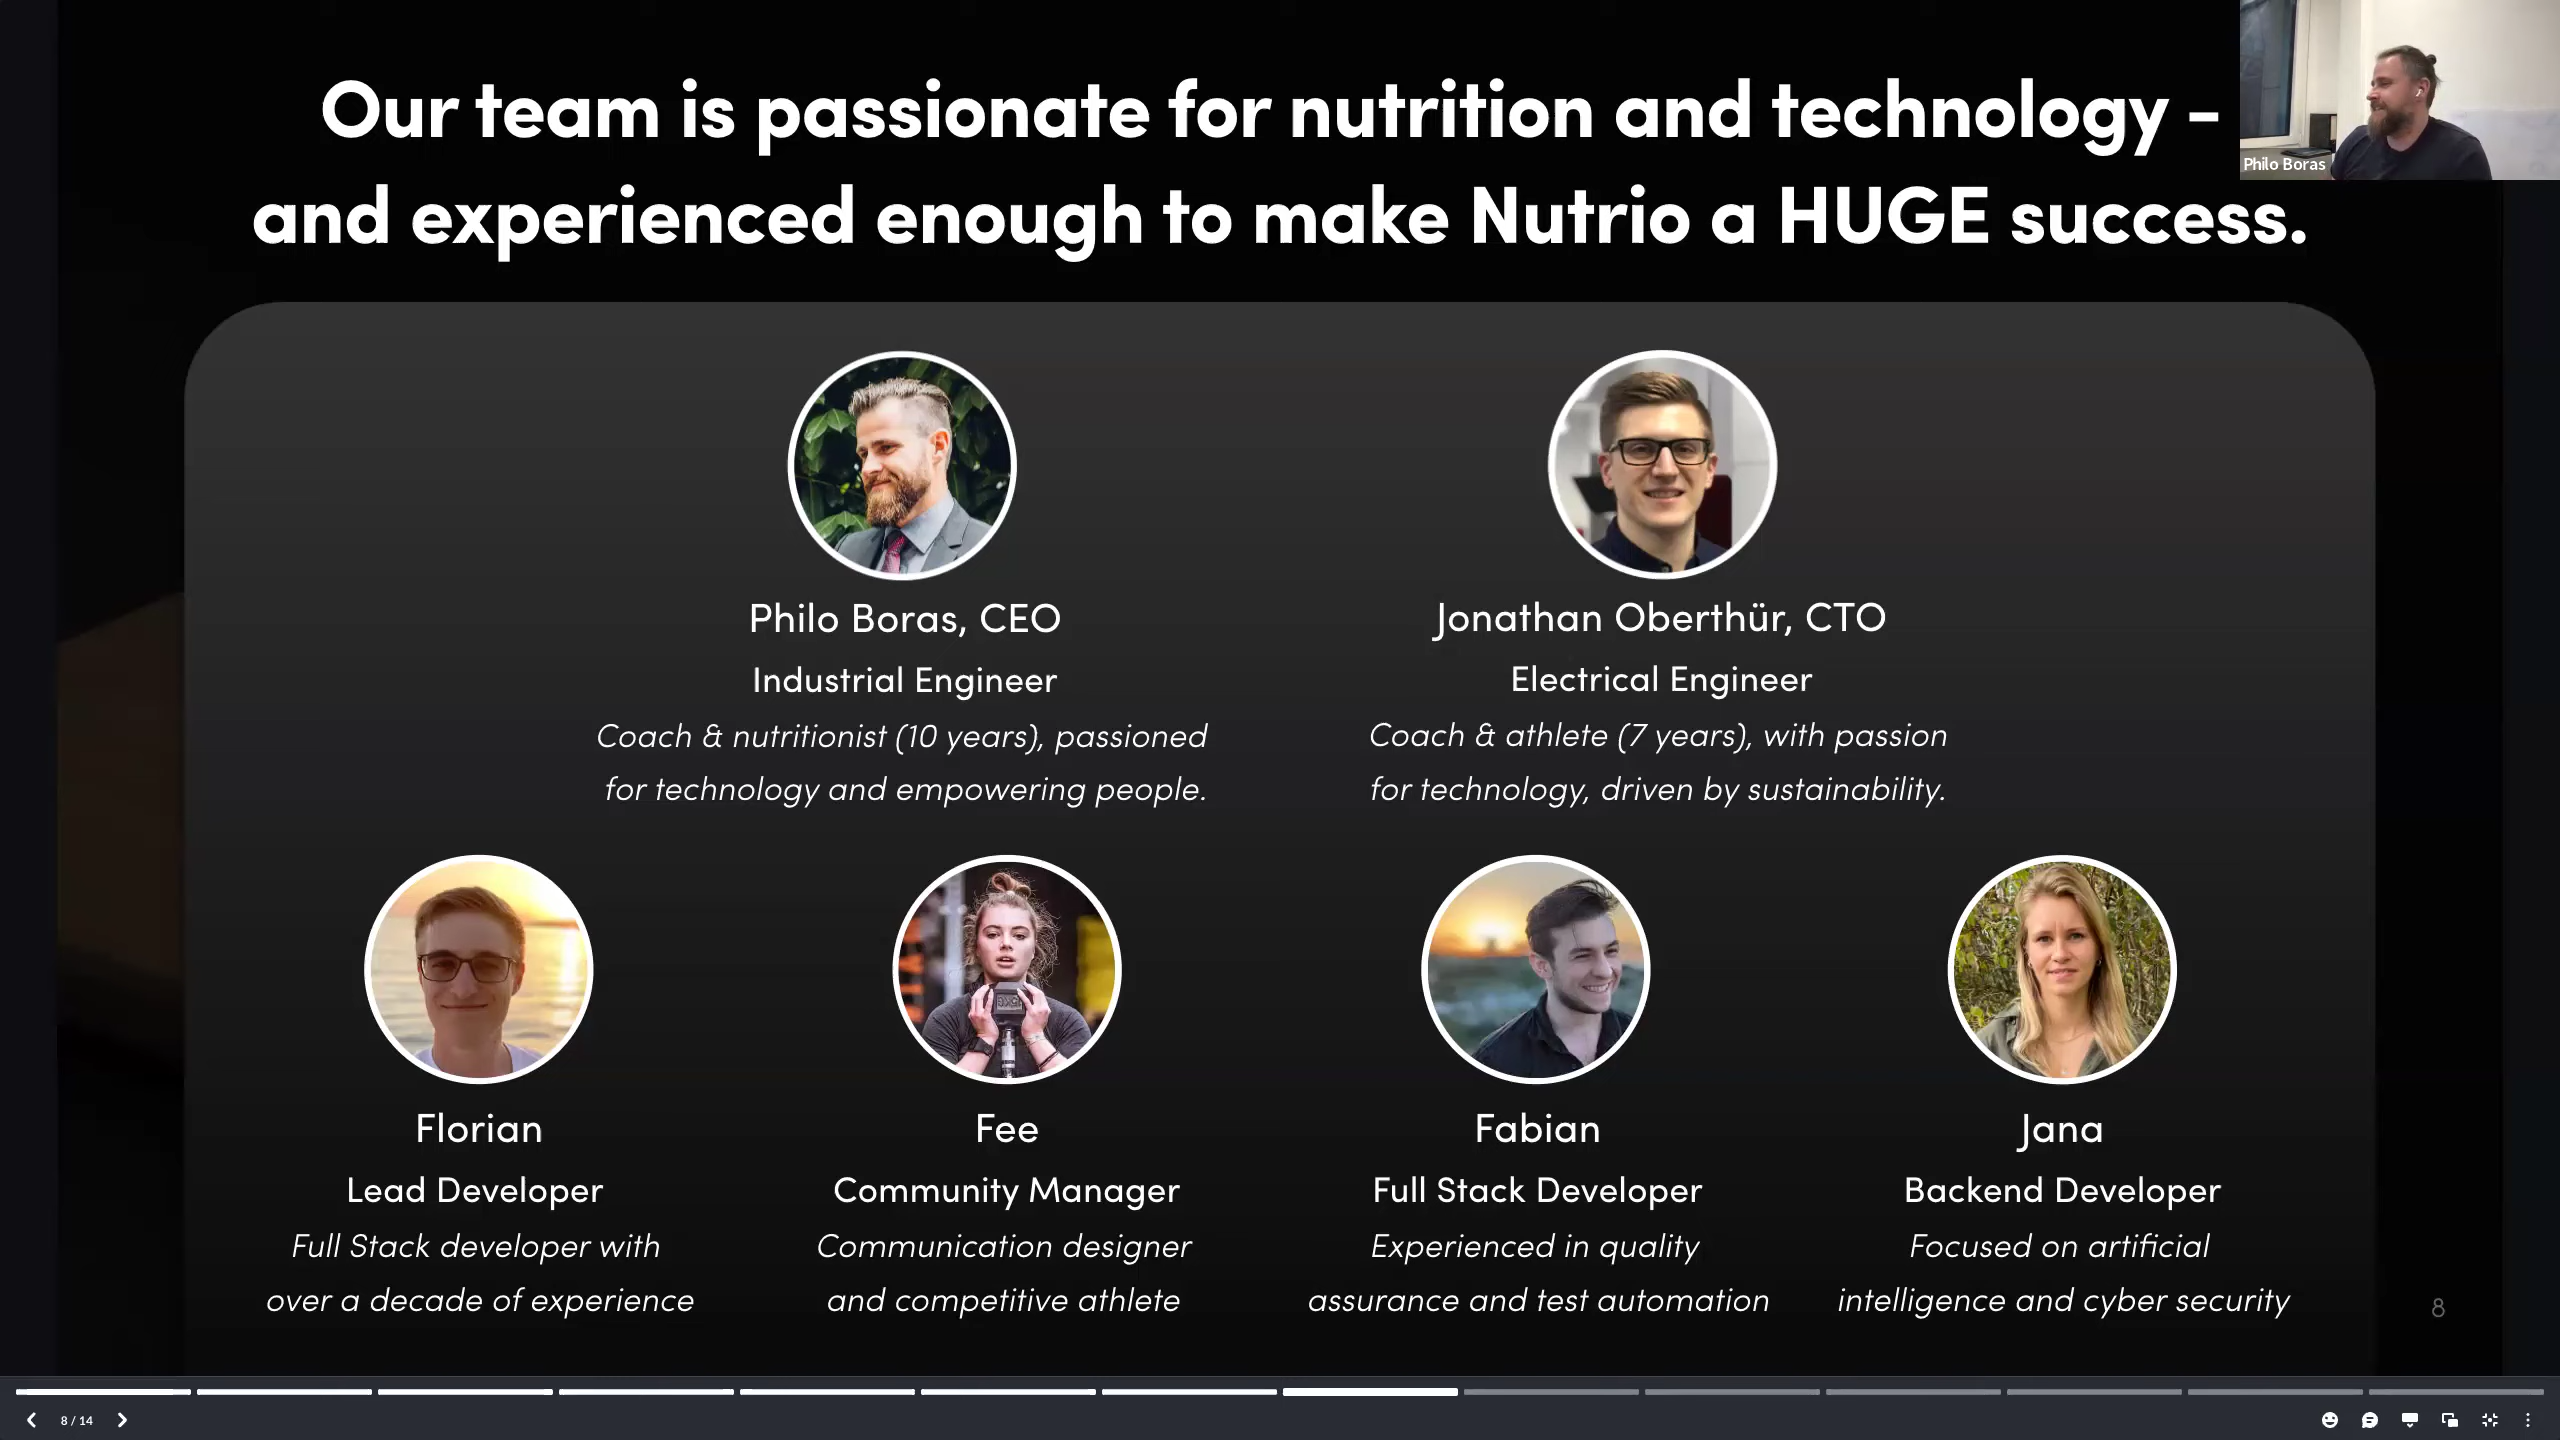 Our team is passionate for nutrition and technology –
and experienced enough to make Nutrio a HUGE success.
Philo Boras
Philo Boras, CEO
Industrial Engineer
Coach & nutritionist (10 years), passioned
for technology and empowering people.
Jonathan Oberthür, CTO
Electrical Engineer
Coach & athlete (7 years), with passion
for technology, driven by sustainability.
Florian
Lead Developer
Full Stack developer with
over a decade of experience
Fee
Community Manager
Communication designer
and competitive athlete
Fabian
Full Stack Developer
Experienced in quality
assurance and test automation
Jana
Backend Developer
Focused on artificial
intelligence and cyber security
8
8 / 14